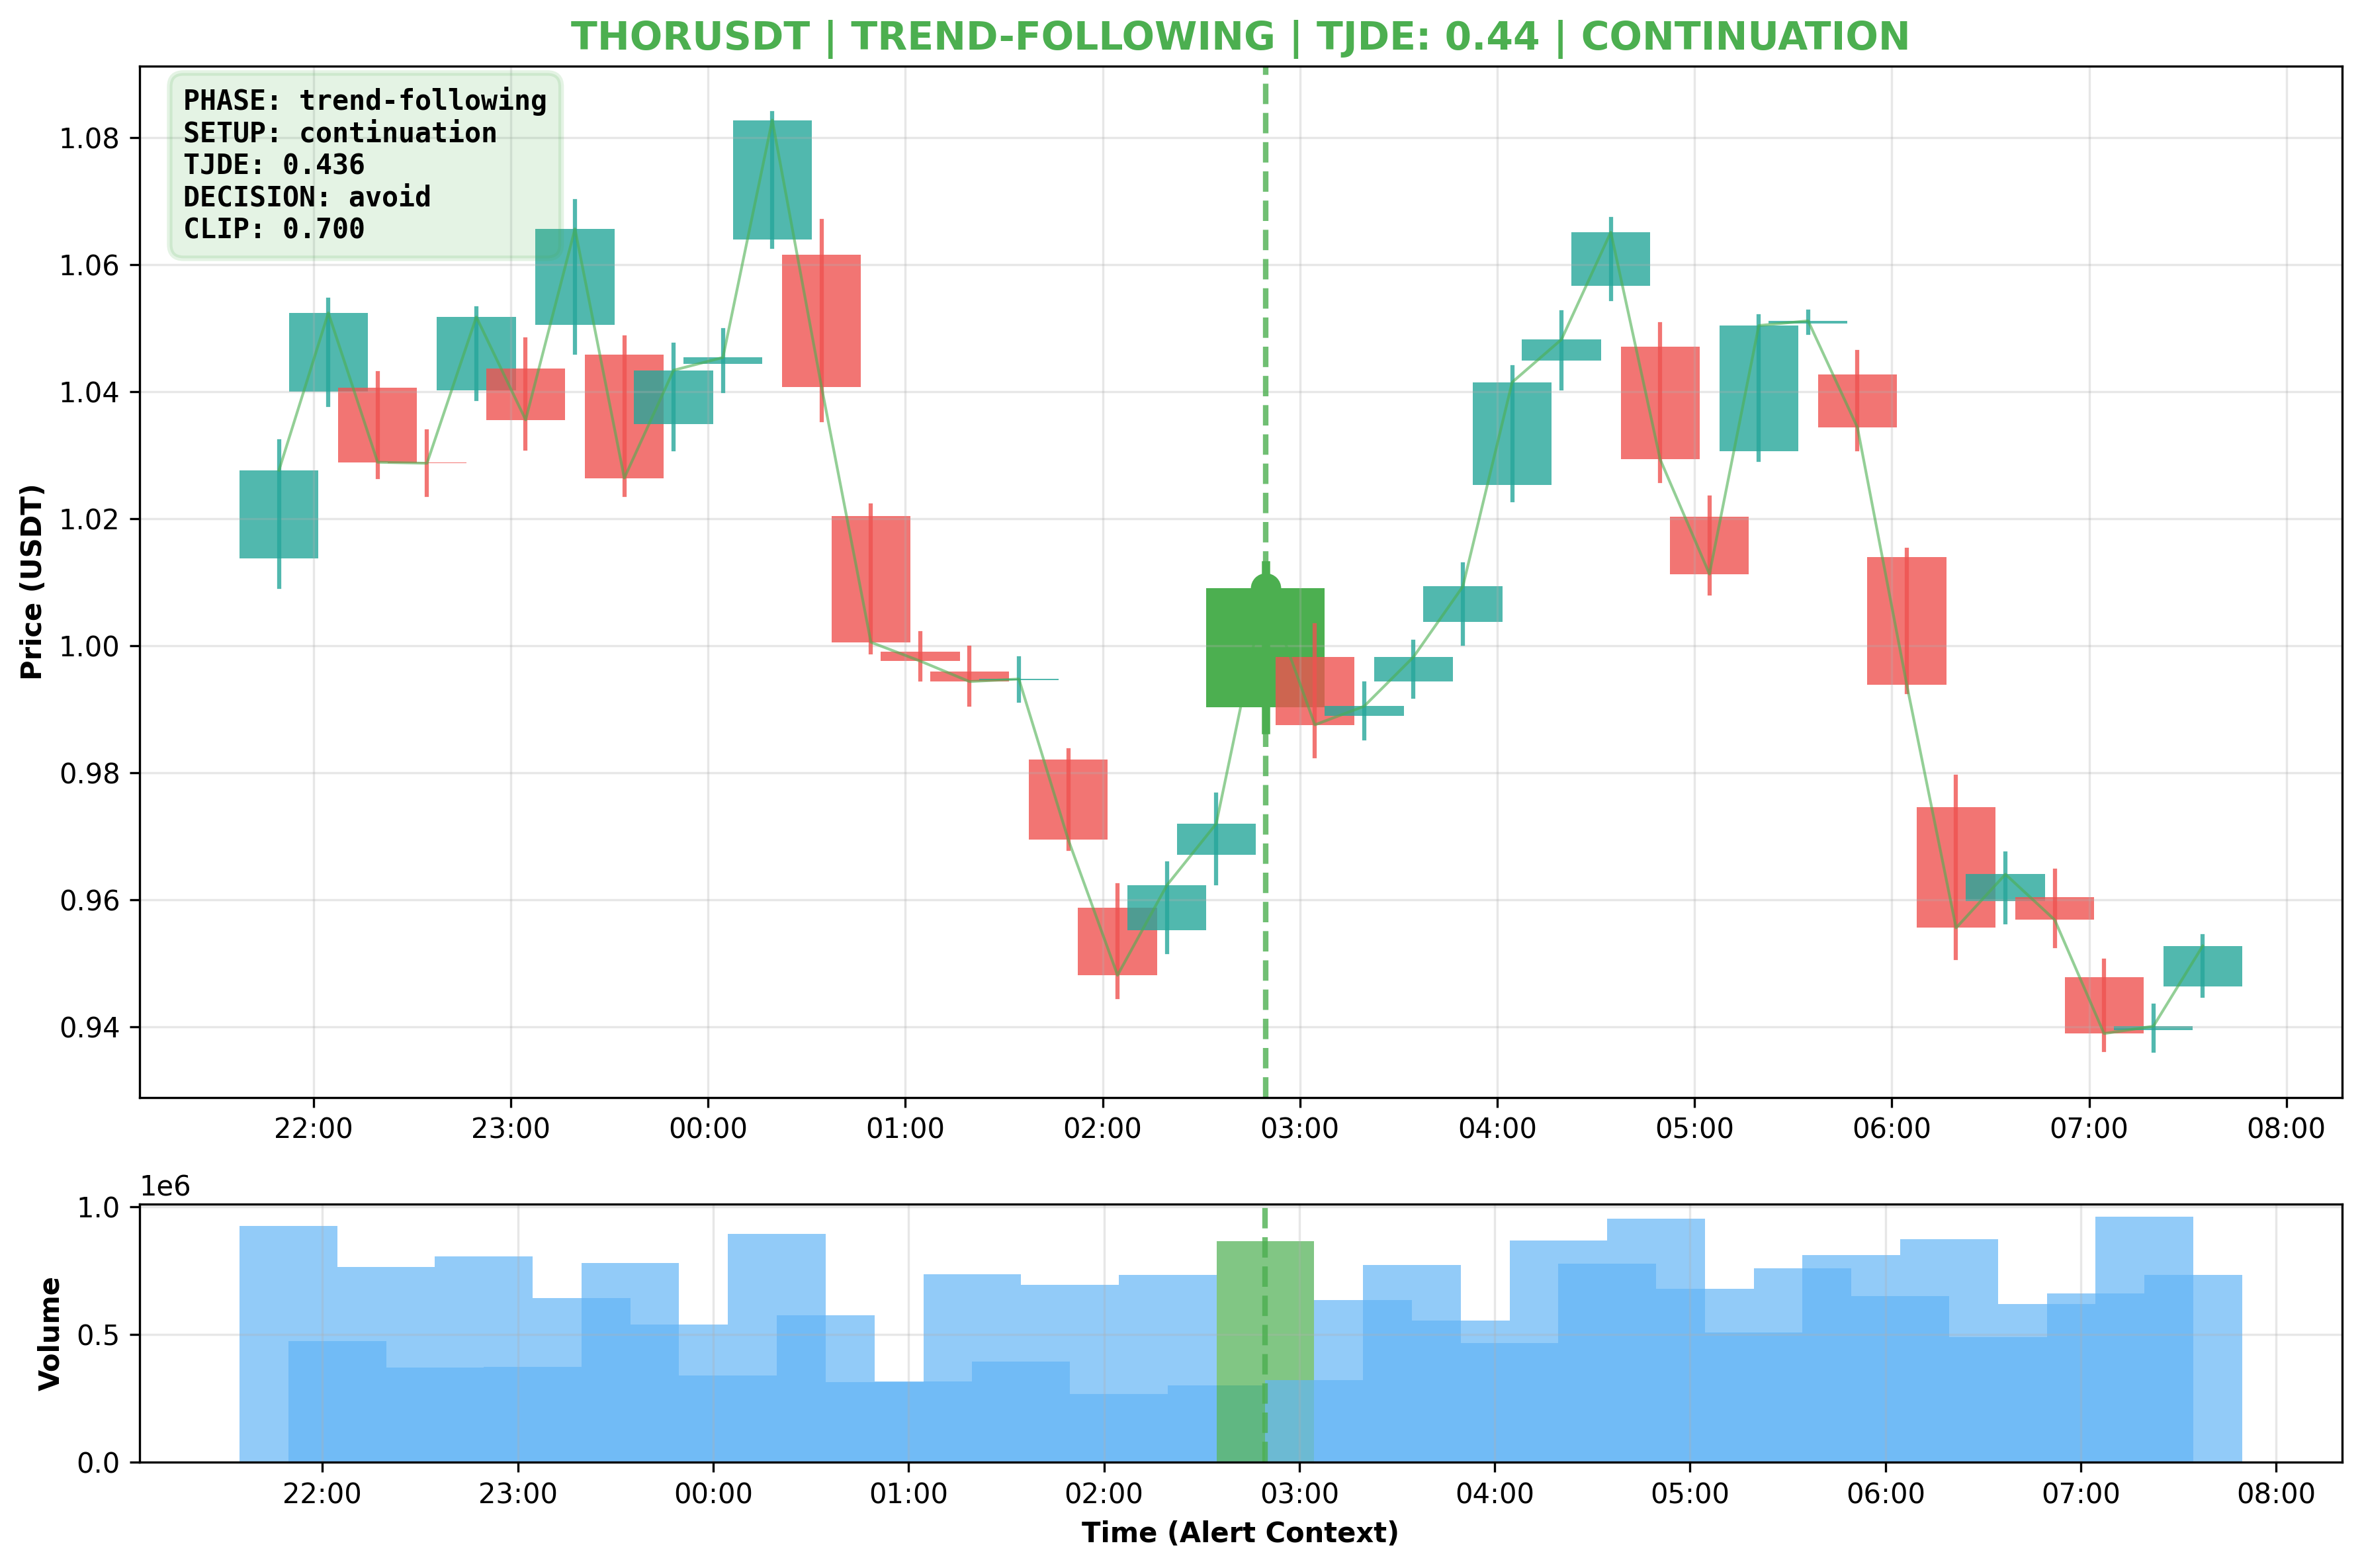 THORUSDT | TREND-FOLLOWING | TJDE: 0.44 | CONTINUATION
PHASE: trend-following
SETUP: continuation
TJDE: 0.436
DECISION: avoid
CLIP: 0.700
Price (USDT)
1.08
1.06
1.04
1.02
1.00
0.98
0.96
0.94
22:00 23:00 00:00 01:00 02:00 03:00 04:00 05:00 06:00 07:00 08:00
1e6
Volume
1.0
0.5
0.0
22:00 23:00 00:00 01:00 02:00 03:00 04:00 05:00 06:00 07:00 08:00
Time (Alert Context)